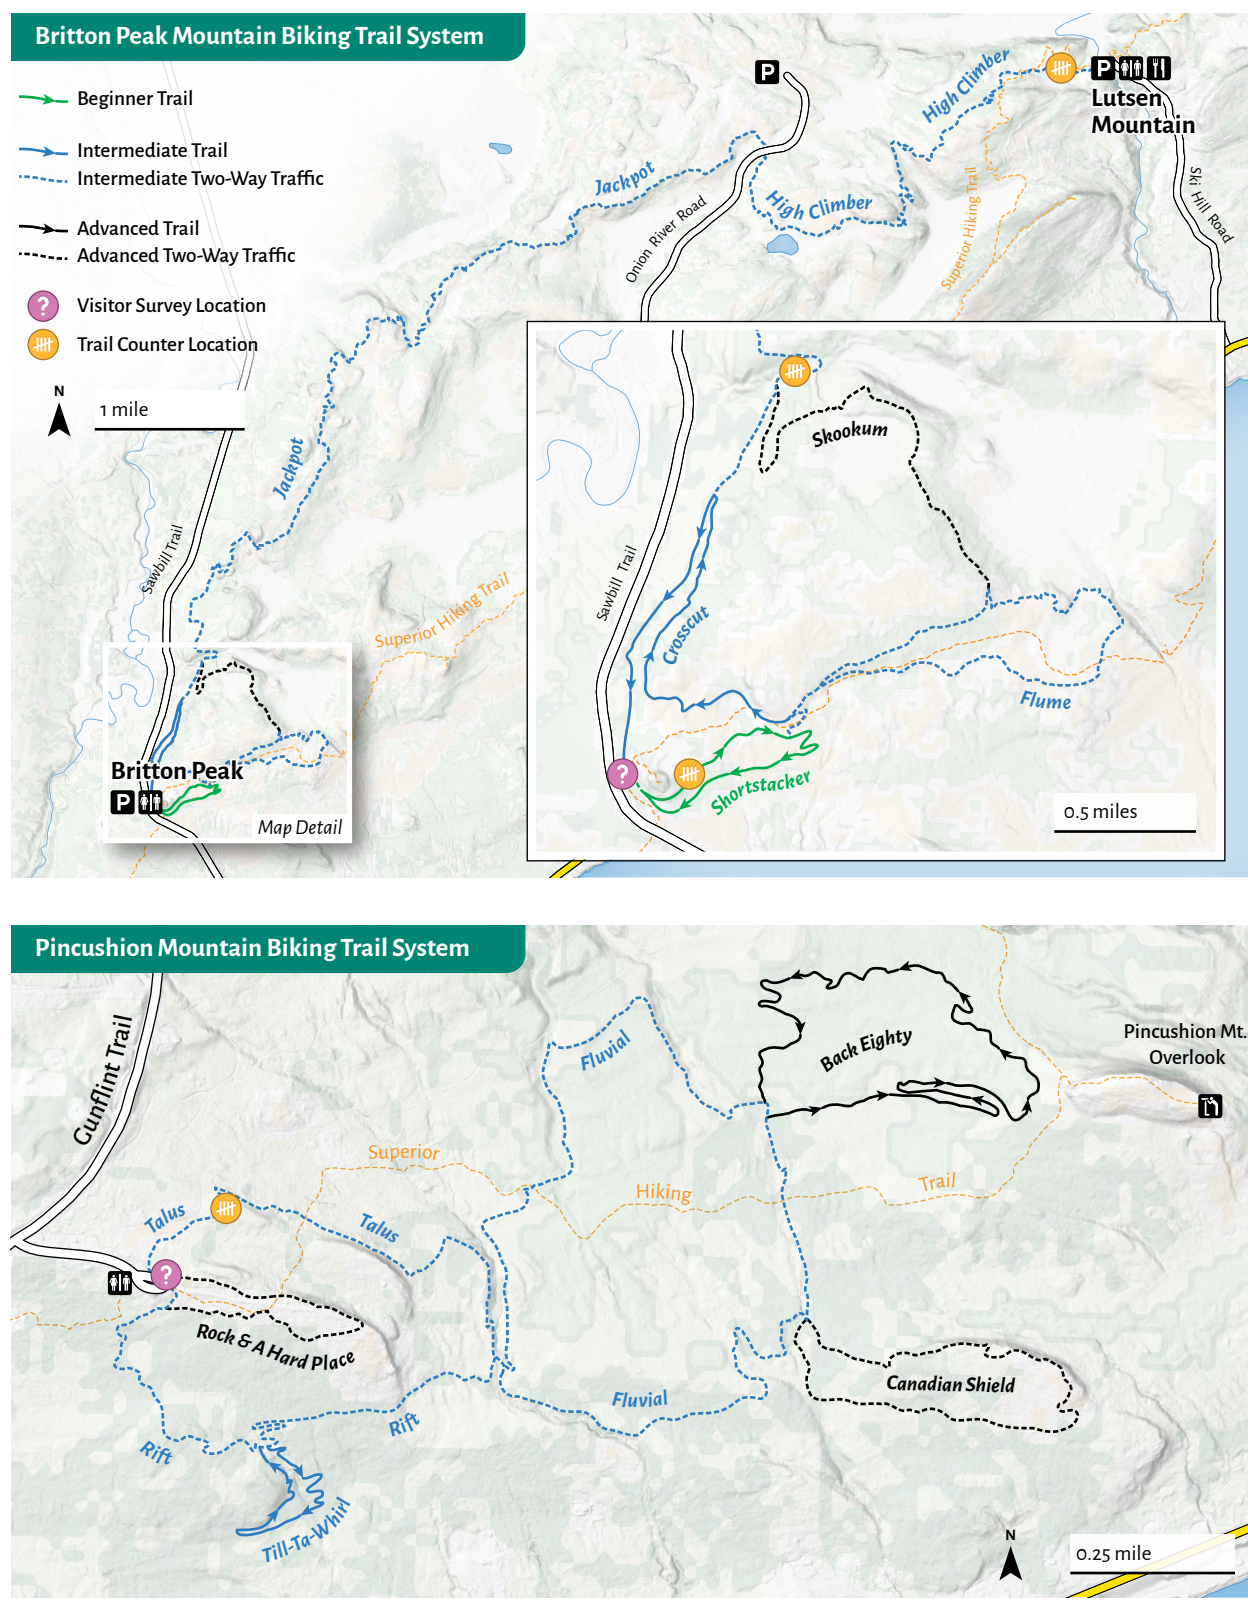 Britton Peak Mountain Biking Trail System
Beginner Trail
Intermediate Trail
Intermediate Two-Way Traffic
Advanced Trail
Advanced Two-Way Traffic
? Visitor Survey Location
Trail Counter Location
N
1 mile
P
High Climber
P
Lutsen
Mountain
Jackpot
High Climber
Onion River Road
Superior Hiking Trail
Ski Hill Road
Jackpot
Sawbill Trail
Superior Hiking Trail
Britton Peak
P
Map Detail
Skookum
Sawbill Trail
Crosscut
Flume
?
Shortstacker
0.5 miles
Pincushion Mountain Biking Trail System
Gunflint Trail
Fluvial
Back Eighty
Pincushion Mt.
Overlook
Superior
Hiking
Trail
Talus
Talus
?
Rock & A Hard Place
Canadian Shield
Fluvial
Rift
Rift
Till-Ta-Whirl
N
0.25 mile